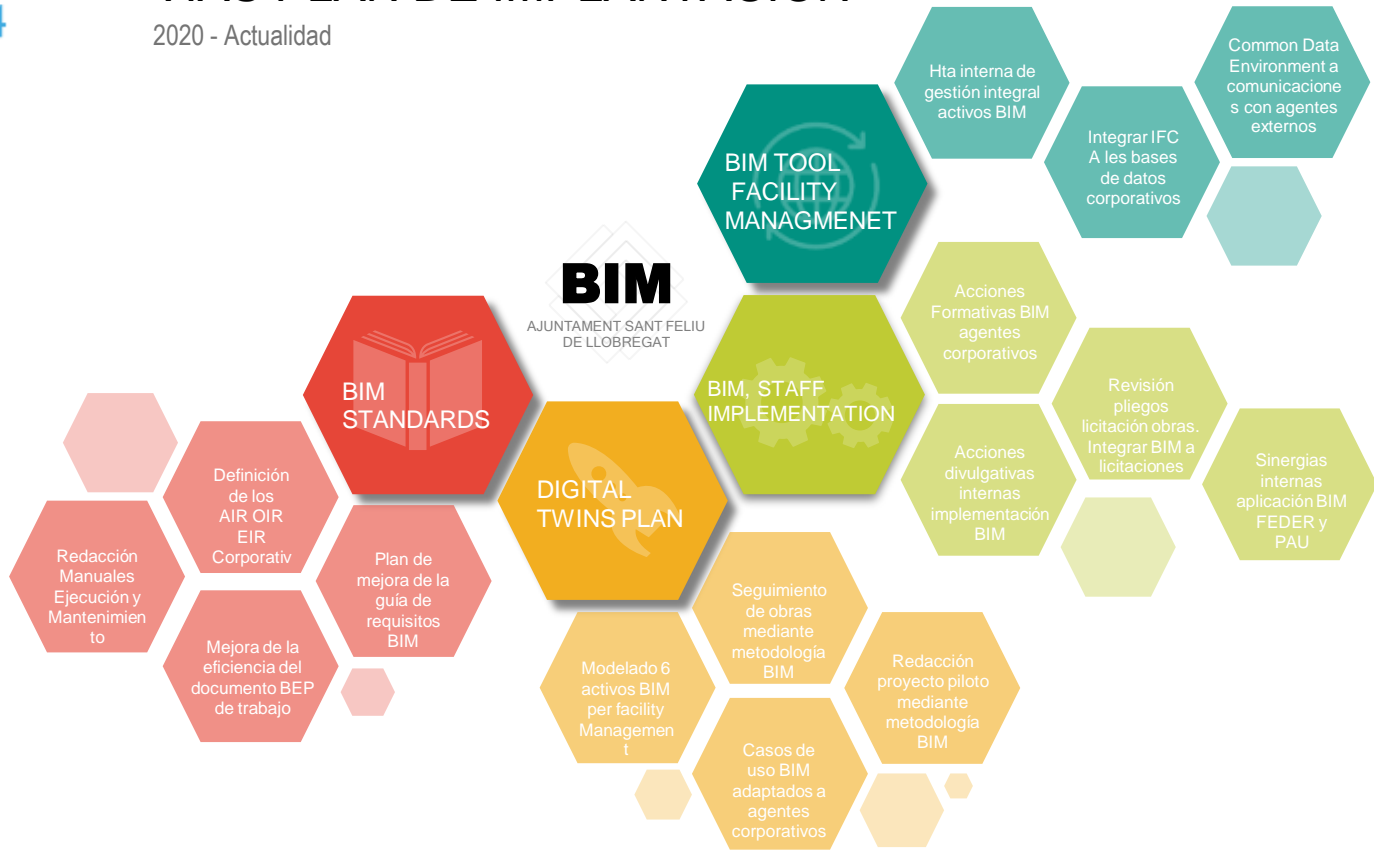 2020 - Actualidad
Hta interna de
gestión integral
activos BIM
Common Data
Environment a
comunicacione
s con agentes
externos
Integrar IFC
A les bases
de datos
corporativos
BIM TOOL
FACILITY
MANAGMENET
BIM
AJUNTAMENT SANT FELIU
DE LLOBREGAT
BIM
STANDARDS
BIM, STAFF
IMPLEMENTATION
DIGITAL
TWINS PLAN
Acciones
Formativas BIM
agentes
corporativos
Revisión
pliegos
licitación obras.
Integrar BIM a
licitaciones
Acciones
divulgativas
internas
implementación
BIM
Sinergias
internas
aplicación BIM
FEDER y
PAU
Definición
de los
AIR OIR
EIR
Corporativ
Redacción
Manuales
Ejecución y
Mantenimien
to
Plan de
mejora de la
guía de
requisitos
BIM
Mejora de la
eficiencia del
documento BEP
de trabajo
Seguimiento
de obras
mediante
metodología
BIM
Modelado 6
activos BIM
per facility
Managemen
t
Redacción
proyecto piloto
mediante
metodología
BIM
Casos de
uso BIM
adaptados a
agentes
corporativos